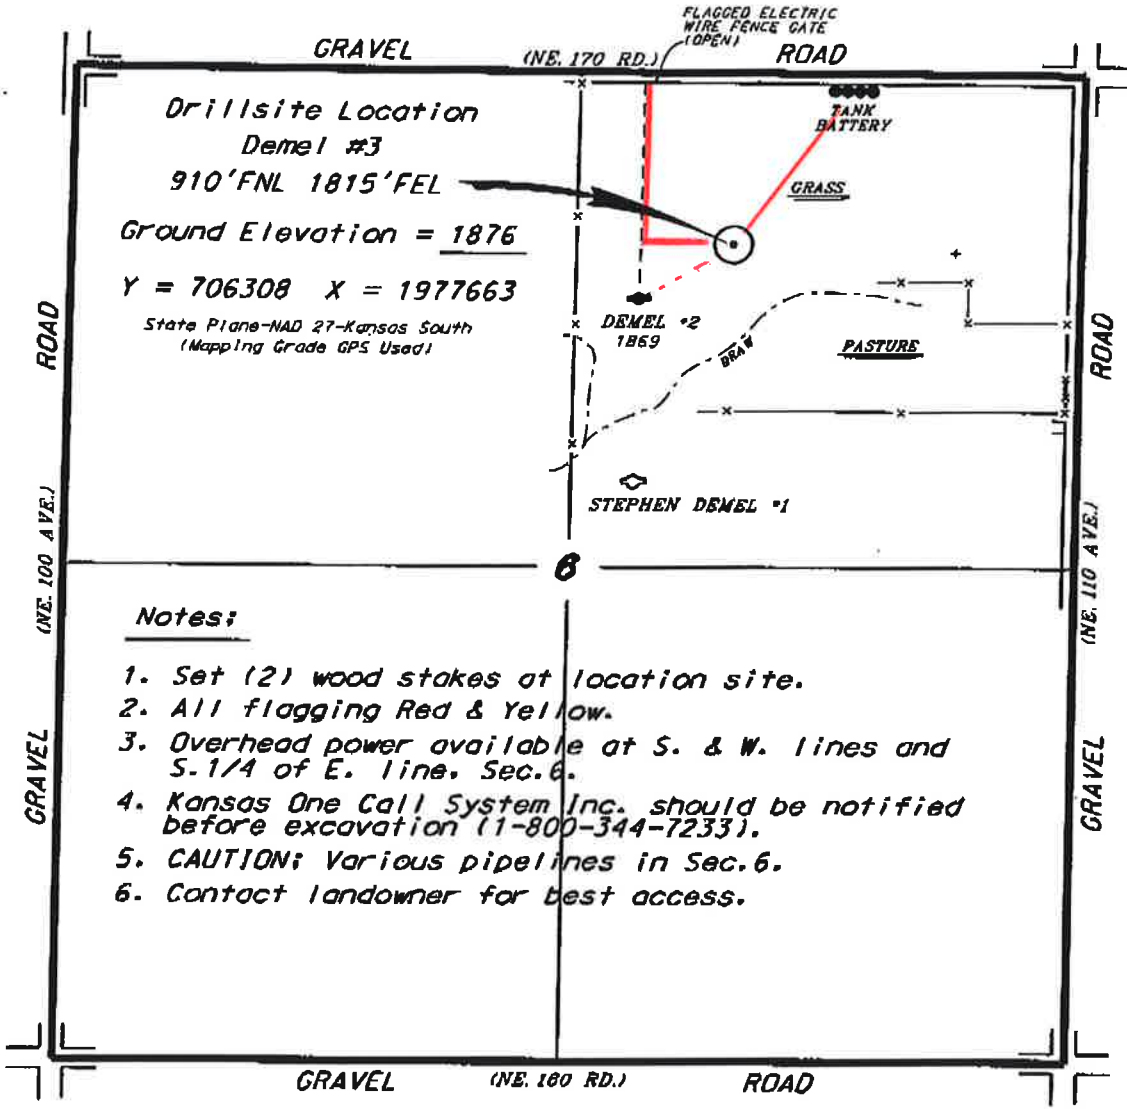 FLAGGED ELECTRIC
WIRE FENCE GATE
(OPEN)
GRAVEL (NE. 170 RD.) ROAD
Drillsite Location
Demel #3
910'FNL 1815'FEL
Ground Elevation = 1876
Y = 706308 X = 1977663
State Plane-NAD 27-Kansas South
(Mapping Grade GPS Used)
TANK
BATTERY
GRASS
DEMEL #2
1869
DRAW
PASTURE
STEPHEN DEMEL #1
6
ROAD
(NE. 100 AVE.)
GRAVEL
ROAD
(NE. 110 AVE.)
GRAVEL
Notes:
1. Set (2) wood stakes at location site.
2. All flagging Red & Yellow.
3. Overhead power available at S. & W. lines and
S.1/4 of E. line. Sec.6.
4. Kansas One Call System Inc. should be notified
before excavation (1-800-344-7233).
5. CAUTION: Various pipelines in Sec.6.
6. Contact landowner for best access.
GRAVEL (NE. 160 RD.) ROAD